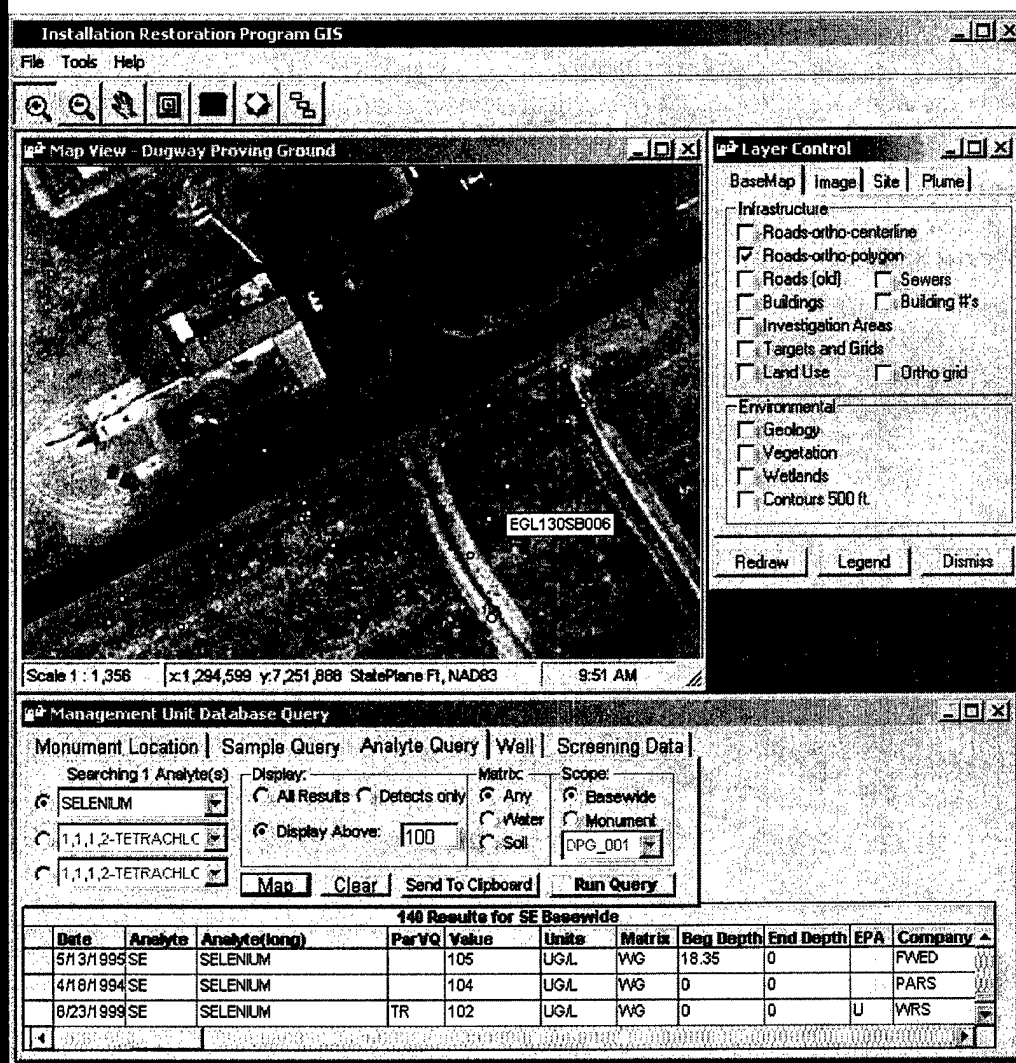 Installation Restoration Program GIS
File Tools Help
Map View - Dugway Proving Ground
EGL130SB006
Scale 1 : 1,356 x:1,294,599 y:7,251,888 StatePlane Ft, NAD83 9:51 AM
Layer Control
BaseMap Image Site Plume
Infrastructure
Roads-ortho-centerline
Roads-ortho-polygon
Roads (old) Sewers
Buildings Building #'s
Investigation Areas
Targets and Grids
Land Use Ortho grid
Environmental
Geology
Vegetation
Wetlands
Contours 500 ft.
Redraw Legend Dismiss
Management Unit Database Query
Monument Location Sample Query Analyte Query Well Screening Data
Searching 1 Analyte(s) Display: Matrix: Scope:
SELENIUM All Results Detects only Any Basewide
1,1,1,2-TETRACHLC Display Above: 100 Water Monument
1,1,1,2-TETRACHLC Soil DPG_001
Map Clear Send To Clipboard Run Query
140 Results for SE Basewide
Date Analyte Analyte(long) ParVQ Value Units Matrix Beg Depth End Depth EPA Company
5/13/1995 SE SELENIUM 105 UG/L WG 18.35 0 FWED
4/18/1994 SE SELENIUM 104 UG/L WG 0 0 PARS
8/23/1999 SE SELENIUM TR 102 UG/L WG 0 0 U WRS